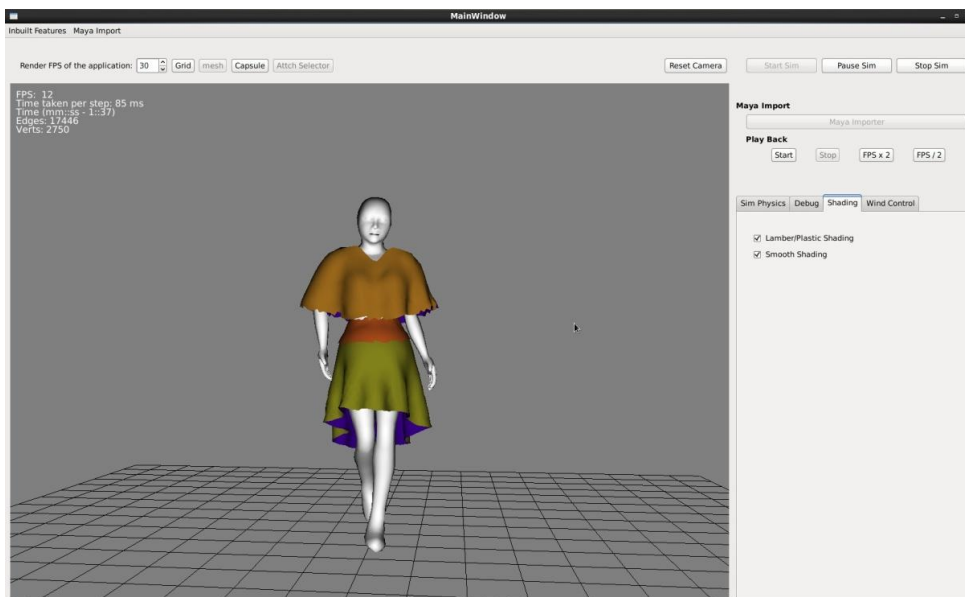 MainWindow
Inbuilt Features Maya Import
Render FPS of the application: 30 Grid mesh Capsule Attch Selector Reset Camera Start Sim Pause Sim Stop Sim
FPS: 12
Time taken per step: 85 ms
Time (mm::ss - 1::37)
Edges: 17446
Verts: 2750
Maya Import
Maya Importer
Play Back
Start Stop FPS x 2 FPS / 2
Sim Physics Debug Shading Wind Control
Lamber/Plastic Shading
Smooth Shading